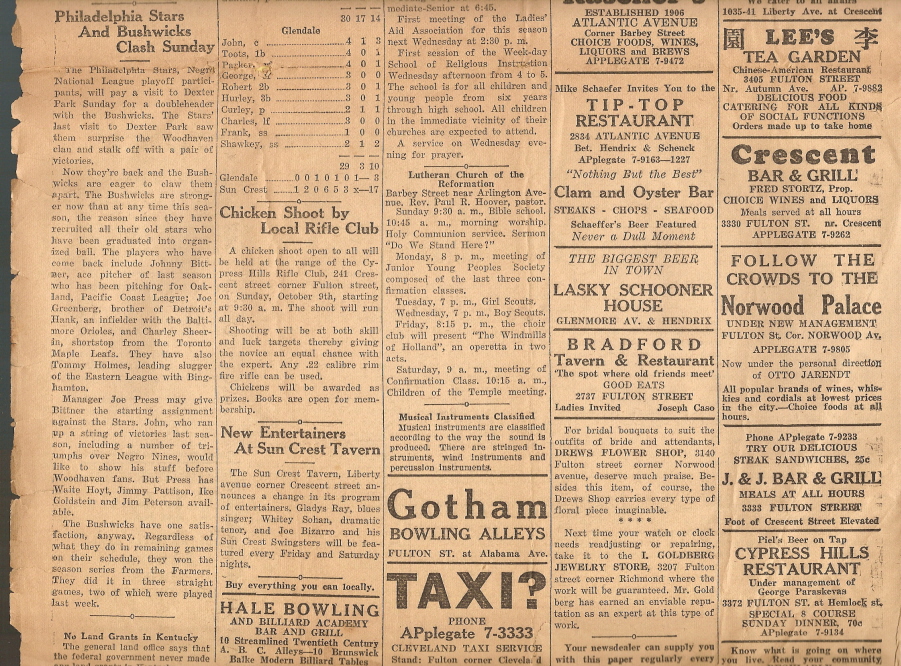 Philadelphia Stars
And Bushwicks
Clash Sunday
The Philadelphia Stars, Negro
National League playoff partici-
pants, will pay a visit to Dexter
Park Sunday for a doubleheader
with the Bushwicks. The Stars'
last visit to Dexter Park saw
them surprise the Woodhaven
clan and stalk off with a pair of
victories.
Now they're back and the Bush-
wicks are eager to claw them
apart. The Bushwicks are strong-
er now than at any time this sea-
son, the reason since they have
recruited all their old stars who
have been graduated into organ-
ized ball. The players who have
come back include Johnny Bitt-
ner, ace pitcher of last season
who has been pitching for Oak-
land, Pacific Coast League; Joe
Greenberg, brother of Detroit's
Hank, an infielder with the Balti-
more Orioles, and Charley Sheer-
in, shortstop from the Toronto
Maple Leafs. They have also
Tommy Holmes, leading slugger
of the Eastern League with Bing-
hamton.
Manager Joe Press may give
Bittner the starting assignment
against the Stars. John, who ran
up a string of victories last sea-
son, including a number of tri-
umphs over Negro Nines, would
like to show his stuff before
Woodhaven fans. But Press has
Waite Hoyt, Jimmy Pattison, Ike
Goldstein and Jim Peterson avail-
able.
The Bushwicks have one satis-
faction, anyway. Regardless of
what they do in remaining games
on their schedule, they won the
season series from the Farmers.
They did it in three straight
games, two of which were played
last week.
No Land Grants in Kentucky
The general land office says that
the federal government never made
30 17 14
Glendale
John, c 4 1 3
Toots, 1b 4 0 1
Parker, 4 0 1
George, 3 0 0
Robert 2b 3 0 1
Hurley, 3b 3 0 1
Curley, p 2 1 1
Charles, lf 3 0 0
Frank, ss 1 0 0
Shawkey, ss 2 1 2
29 3 10
Glendale 0 0 1 0 1 0 1— 3
Sun Crest 1 2 0 6 5 3 x—17
Chicken Shoot by
Local Rifle Club
A chicken shoot open to all will
be held at the range of the Cy-
press Hills Rifle Club, 241 Cres-
cent street corner Fulton street,
on Sunday, October 9th, starting
at 9:30 a. m. The shoot will run
all day.
Shooting will be at both skill
and luck targets thereby giving
the novice an equal chance with
the expert. Any .22 calibre rim
fire rifle can be used.
Chickens will be awarded as
prizes. Books are open for mem-
bership.
New Entertainers
At Sun Crest Tavern
The Sun Crest Tavern, Liberty
avenue corner Crescent street an-
nounces a change in its program
of entertainers. Gladys Ray, blues
singer; Whitey Sohan, dramatic
tenor, and Joe Bizarro and his
Sun Crest Swingsters will be fea-
tured every Friday and Saturday
nights.
Buy everything you can locally.
HALE BOWLING
AND BILLIARD ACADEMY
BAR AND GRILL
10 Streamlined Twentieth Century
A. B. C. Alleys—10 Brunswick
Balke Modern Billiard Tables
mediate-Senior at 6:45.
First meeting of the Ladies'
Aid Association for this season
next Wednesday at 2:30 p. m.
First session of the Week-day
School of Religious Instruction
Wednesday afternoon from 4 to 5.
The school is for all children and
young people from six years
through high school. All children
in the immediate vicinity of their
churches are expected to attend.
A service on Wednesday eve-
ning for prayer.
Lutheran Church of the
Reformation
Barbey Street near Arlington Ave-
nue. Rev. Paul R. Hoover, pastor.
Sunday 9:30 a. m., Bible school.
10:45 a. m., morning worship.
Holy Communion service. Sermon
"Do We Stand Here?"
Monday, 8 p. m., meeting of
Junior Young Peoples Society
composed of the last three con-
firmation classes.
Tuesday, 7 p. m., Girl Scouts.
Wednesday, 7 p. m., Boy Scouts.
Friday, 8:15 p. m., the choir
club will present "The Windmills
of Holland", an operetta in two
acts.
Saturday, 9 a. m., meeting of
Confirmation Class. 10:15 a. m.,
Children of the Temple meeting.
Musical Instruments Classified
Musical instruments are classified
according to the way the sound is
produced. There are stringed in-
struments, wind instruments and
percussion instruments.
Gotham
BOWLING ALLEYS
FULTON ST. at Alabama Ave.
TAXI?
PHONE
APplegate 7-3333
CLEVELAND TAXI SERVICE
Stand: Fulton corner Cleveland
ESTABLISHED 1906
ATLANTIC AVENUE
Corner Barbey Street
CHOICE FOODS, WINES,
LIQUORS and BREWS
APPLEGATE 7-9472
Mike Schaefer Invites You to the
TIP-TOP
RESTAURANT
2834 ATLANTIC AVENUE
Bet. Hendrix & Schenck
APplegate 7-9163—1227
"Nothing But the Best"
Clam and Oyster Bar
STEAKS - CHOPS - SEAFOOD
Schaeffer's Beer Featured
Never a Dull Moment
THE BIGGEST BEER
IN TOWN
LASKY SCHOONER
HOUSE
GLENMORE AV. & HENDRIX
BRADFORD
Tavern & Restaurant
'The spot where old friends meet'
GOOD EATS
2737 FULTON STREET
Ladies Invited Joseph Caso
For bridal bouquets to suit the
outfits of bride and attendants,
DREWS FLOWER SHOP, 3140
Fulton street corner Norwood
avenue, deserve much praise. Be-
sides this item, of course, the
Drews Shop carries every type of
floral piece imaginable.
* * * *
Next time your watch or clock
needs readjusting or repairing,
take it to the I. GOLDBERG
JEWELRY STORE, 3207 Fulton
street corner Richmond where the
work will be guaranteed. Mr. Gold
berg has earned an enviable repu-
tation as an expert at this type of
work.
Your newsdealer can supply you
with this paper regularly every
We cater to all affairs
1035-41 Liberty Ave. at Crescent
園 LEE'S 李
TEA GARDEN
Chinese-American Restaurant
3405 FULTON STREET
Nr. Autumn Ave. AP. 7-9882
DELICIOUS FOOD
CATERING FOR ALL KINDS
OF SOCIAL FUNCTIONS
Orders made up to take home
Crescent
BAR & GRILL
FRED STORTZ, Prop.
CHOICE WINES and LIQUORS
Meals served at all hours
3330 FULTON ST. nr. Crescent
APPLEGATE 7-9262
FOLLOW THE
CROWDS TO THE
Norwood Palace
UNDER NEW MANAGEMENT
FULTON St. Cor. NORWOOD Av.
APPLEGATE 7-9805
Now under the personal direction
of OTTO JARENDT
All popular brands of wines, whis-
kies and cordials at lowest prices
in the city.—Choice foods at all
hours.
Phone APplegate 7-9233
TRY OUR DELICIOUS
STEAK SANDWICHES, 25c
J. & J. BAR & GRILL
MEALS AT ALL HOURS
3333 FULTON STREET
Foot of Crescent Street Elevated
Piel's Beer on Tap
CYPRESS HILLS
RESTAURANT
Under management of
George Paraskevas
3372 FULTON ST. at Hemlock st.
SPECIAL 8 COURSE
SUNDAY DINNER, 70c
APplegate 7-9134
Know what is going on where
you live. Read your community